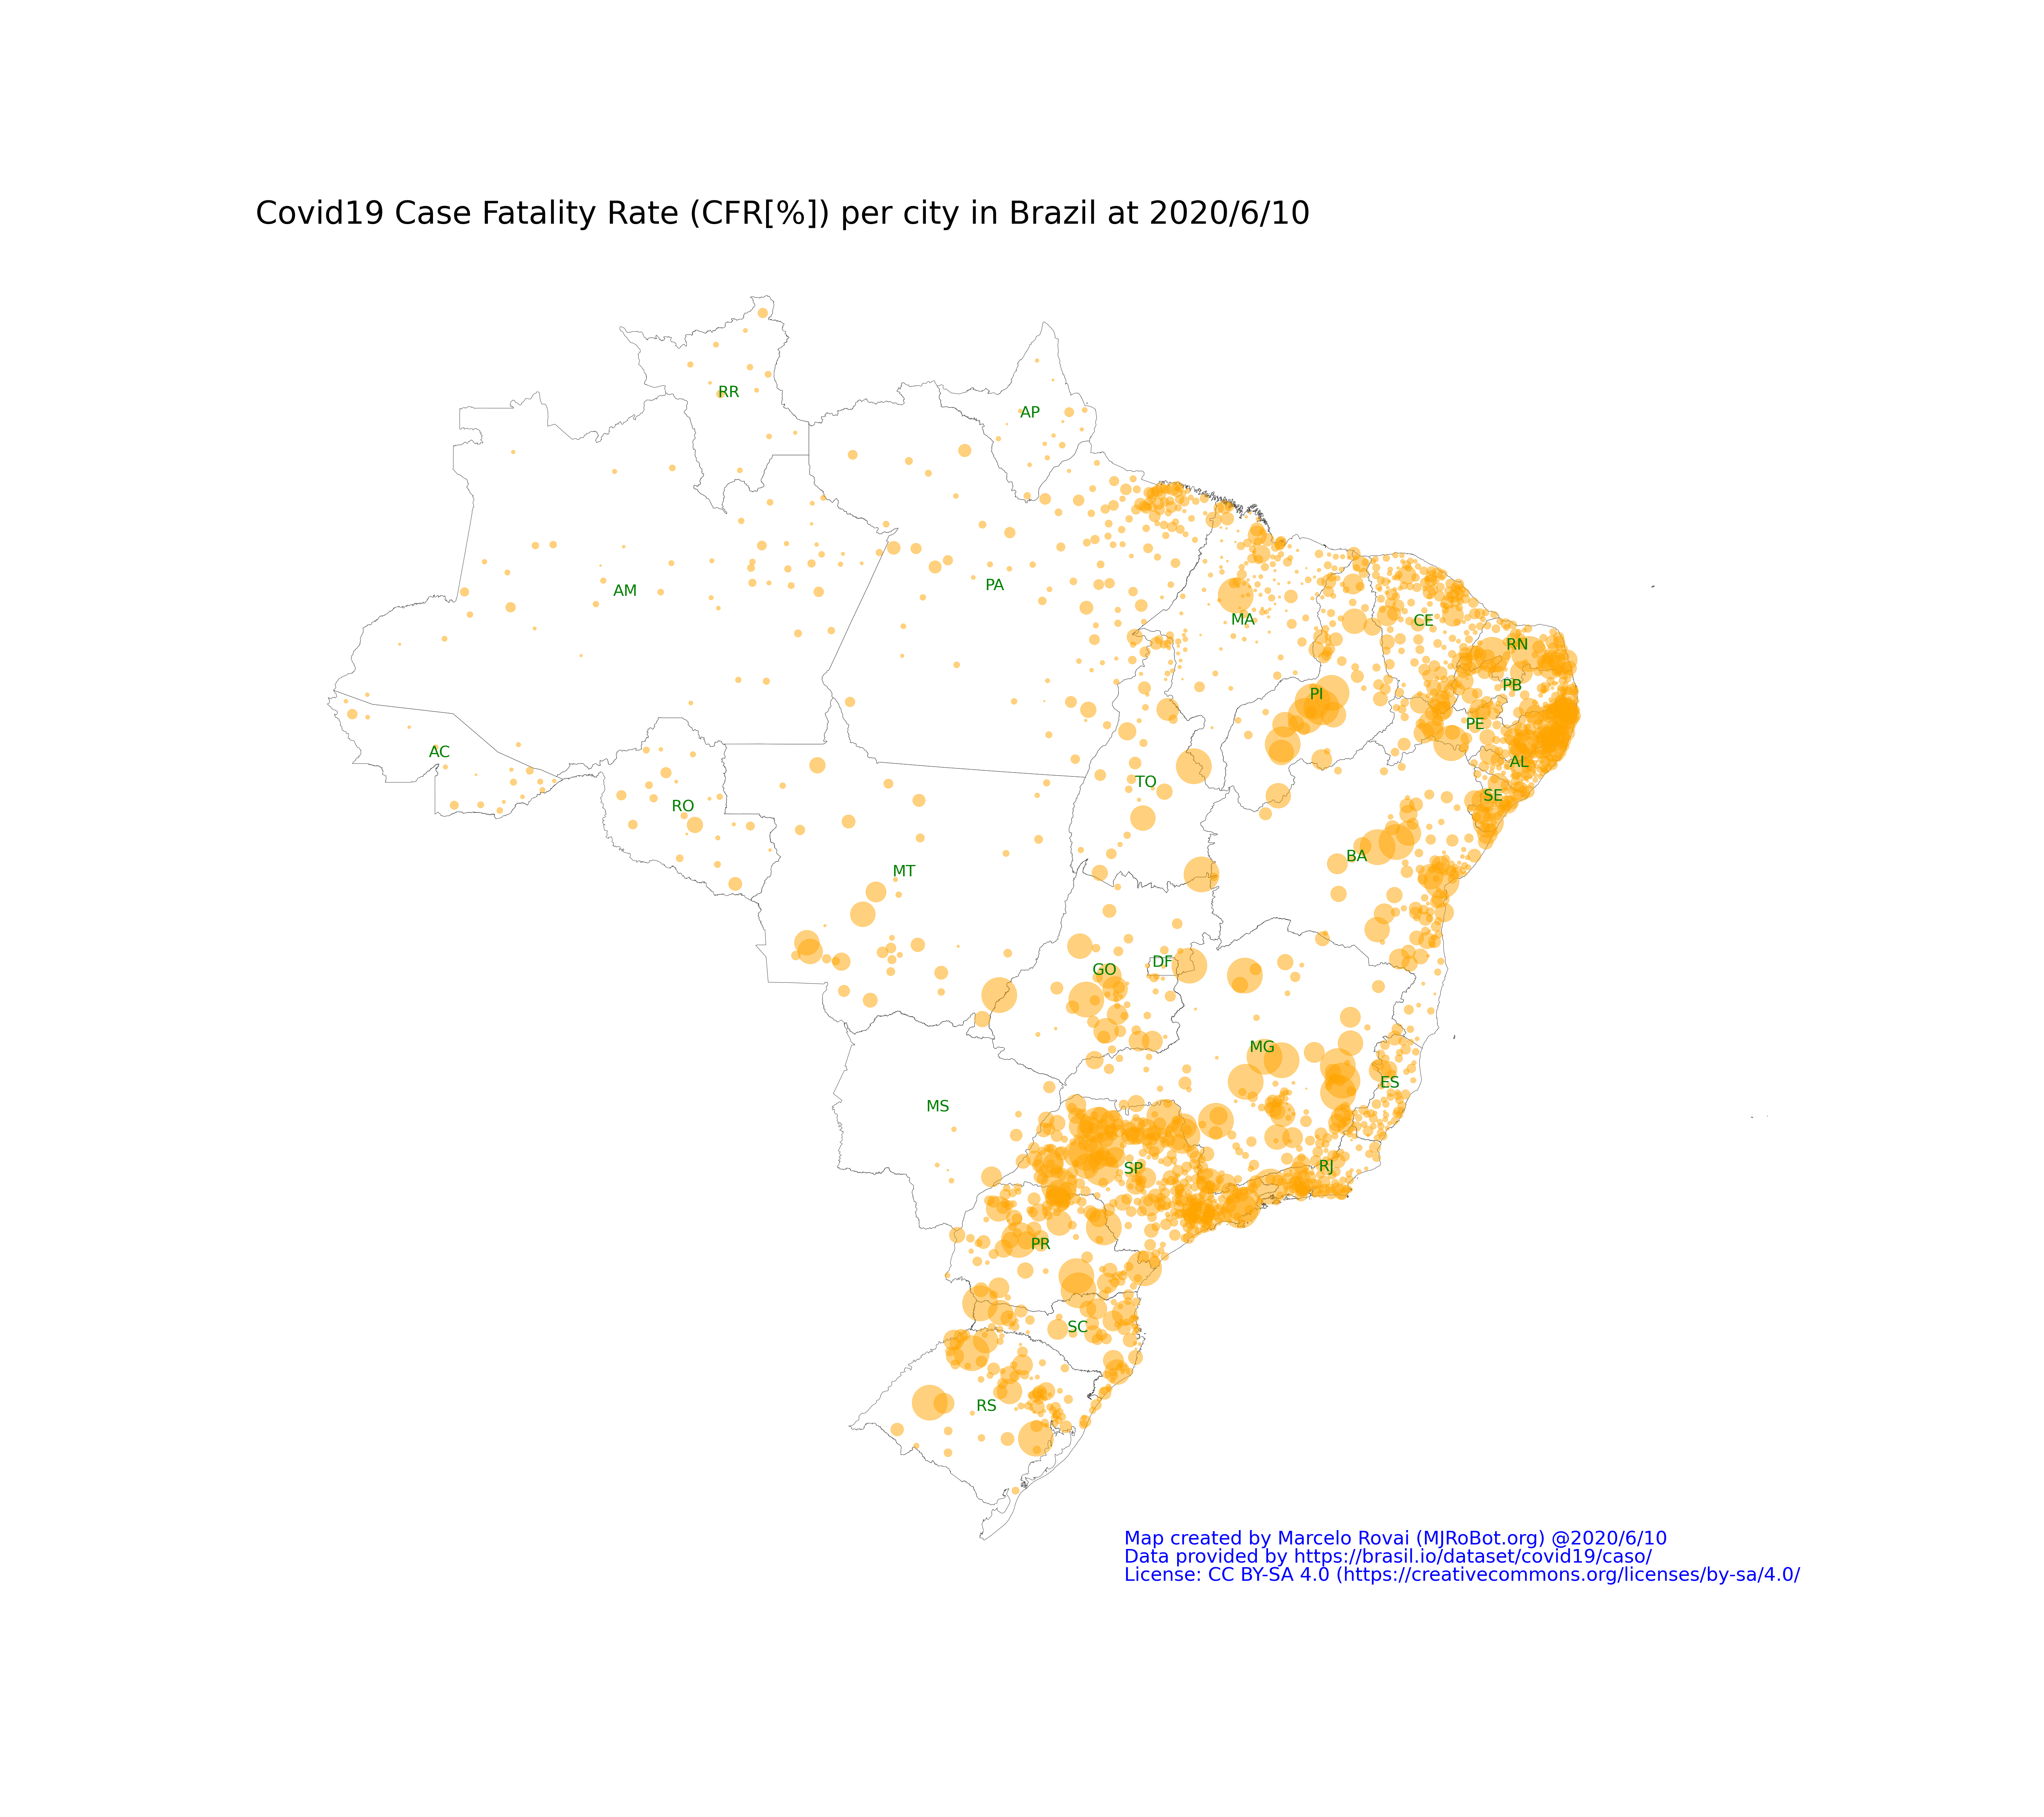 Covid19 Case Fatality Rate (CFR[%]) per city in Brazil at 2020/6/10
RR
AP
AM
PA
MA
CE
RN
PB
PI
PE
AC
AL
TO
SE
RO
BA
MT
DF
GO
MG
ES
MS
RJ
SP
PR
SC
RS
Map created by Marcelo Rovai (MJRoBot.org) @2020/6/10
Data provided by https://brasil.io/dataset/covid19/caso/
License: CC BY-SA 4.0 (https://creativecommons.org/licenses/by-sa/4.0/